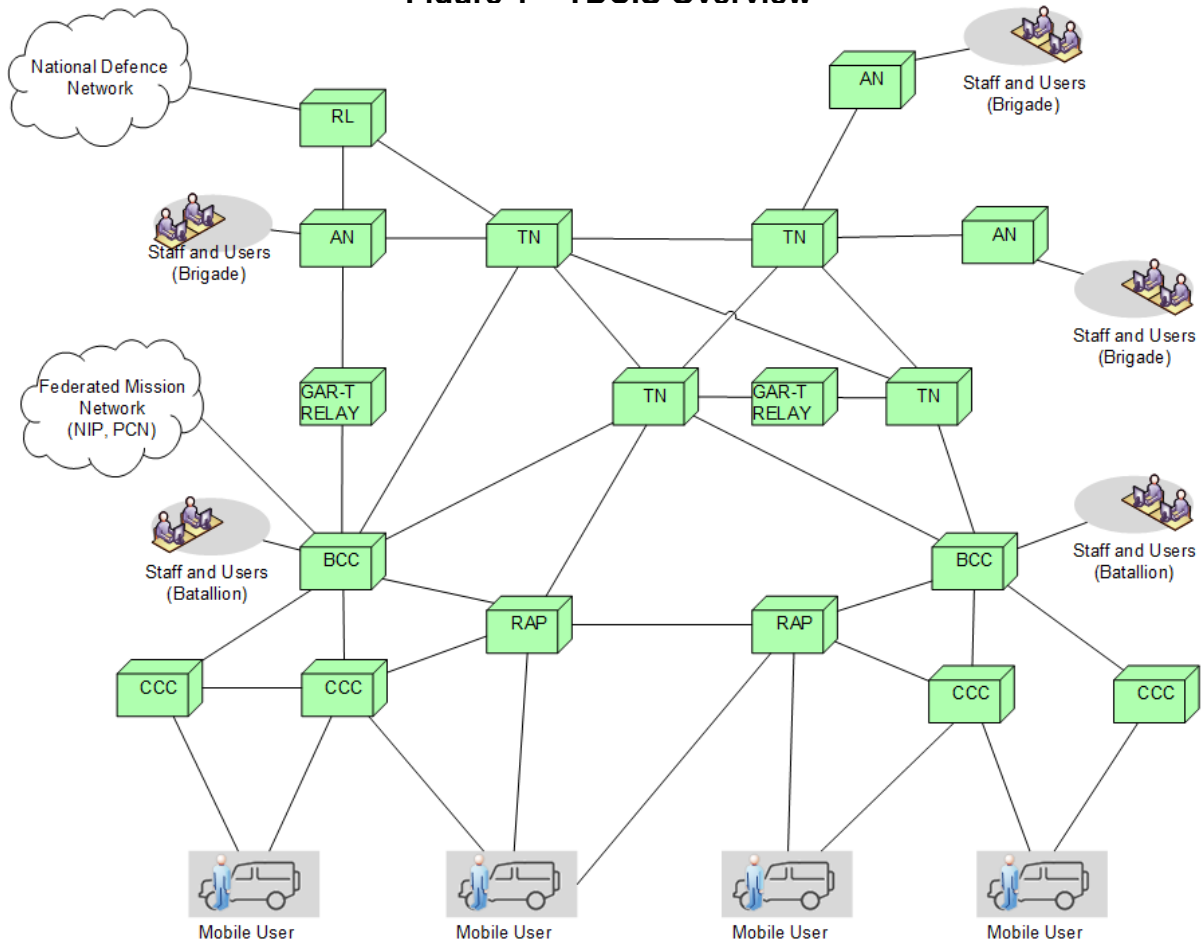 National Defence
Network
RL
AN
Staff and Users
(Brigade)
Staff and Users
(Brigade)
AN
TN
TN
AN
Staff and Users
(Brigade)
Federated Mission
Network
(NIP, PCN)
GAR-T
RELAY
TN
GAR-T
RELAY
TN
Staff and Users
(Batallion)
BCC
BCC
Staff and Users
(Batallion)
RAP
RAP
CCC
CCC
CCC
CCC
Mobile User
Mobile User
Mobile User
Mobile User